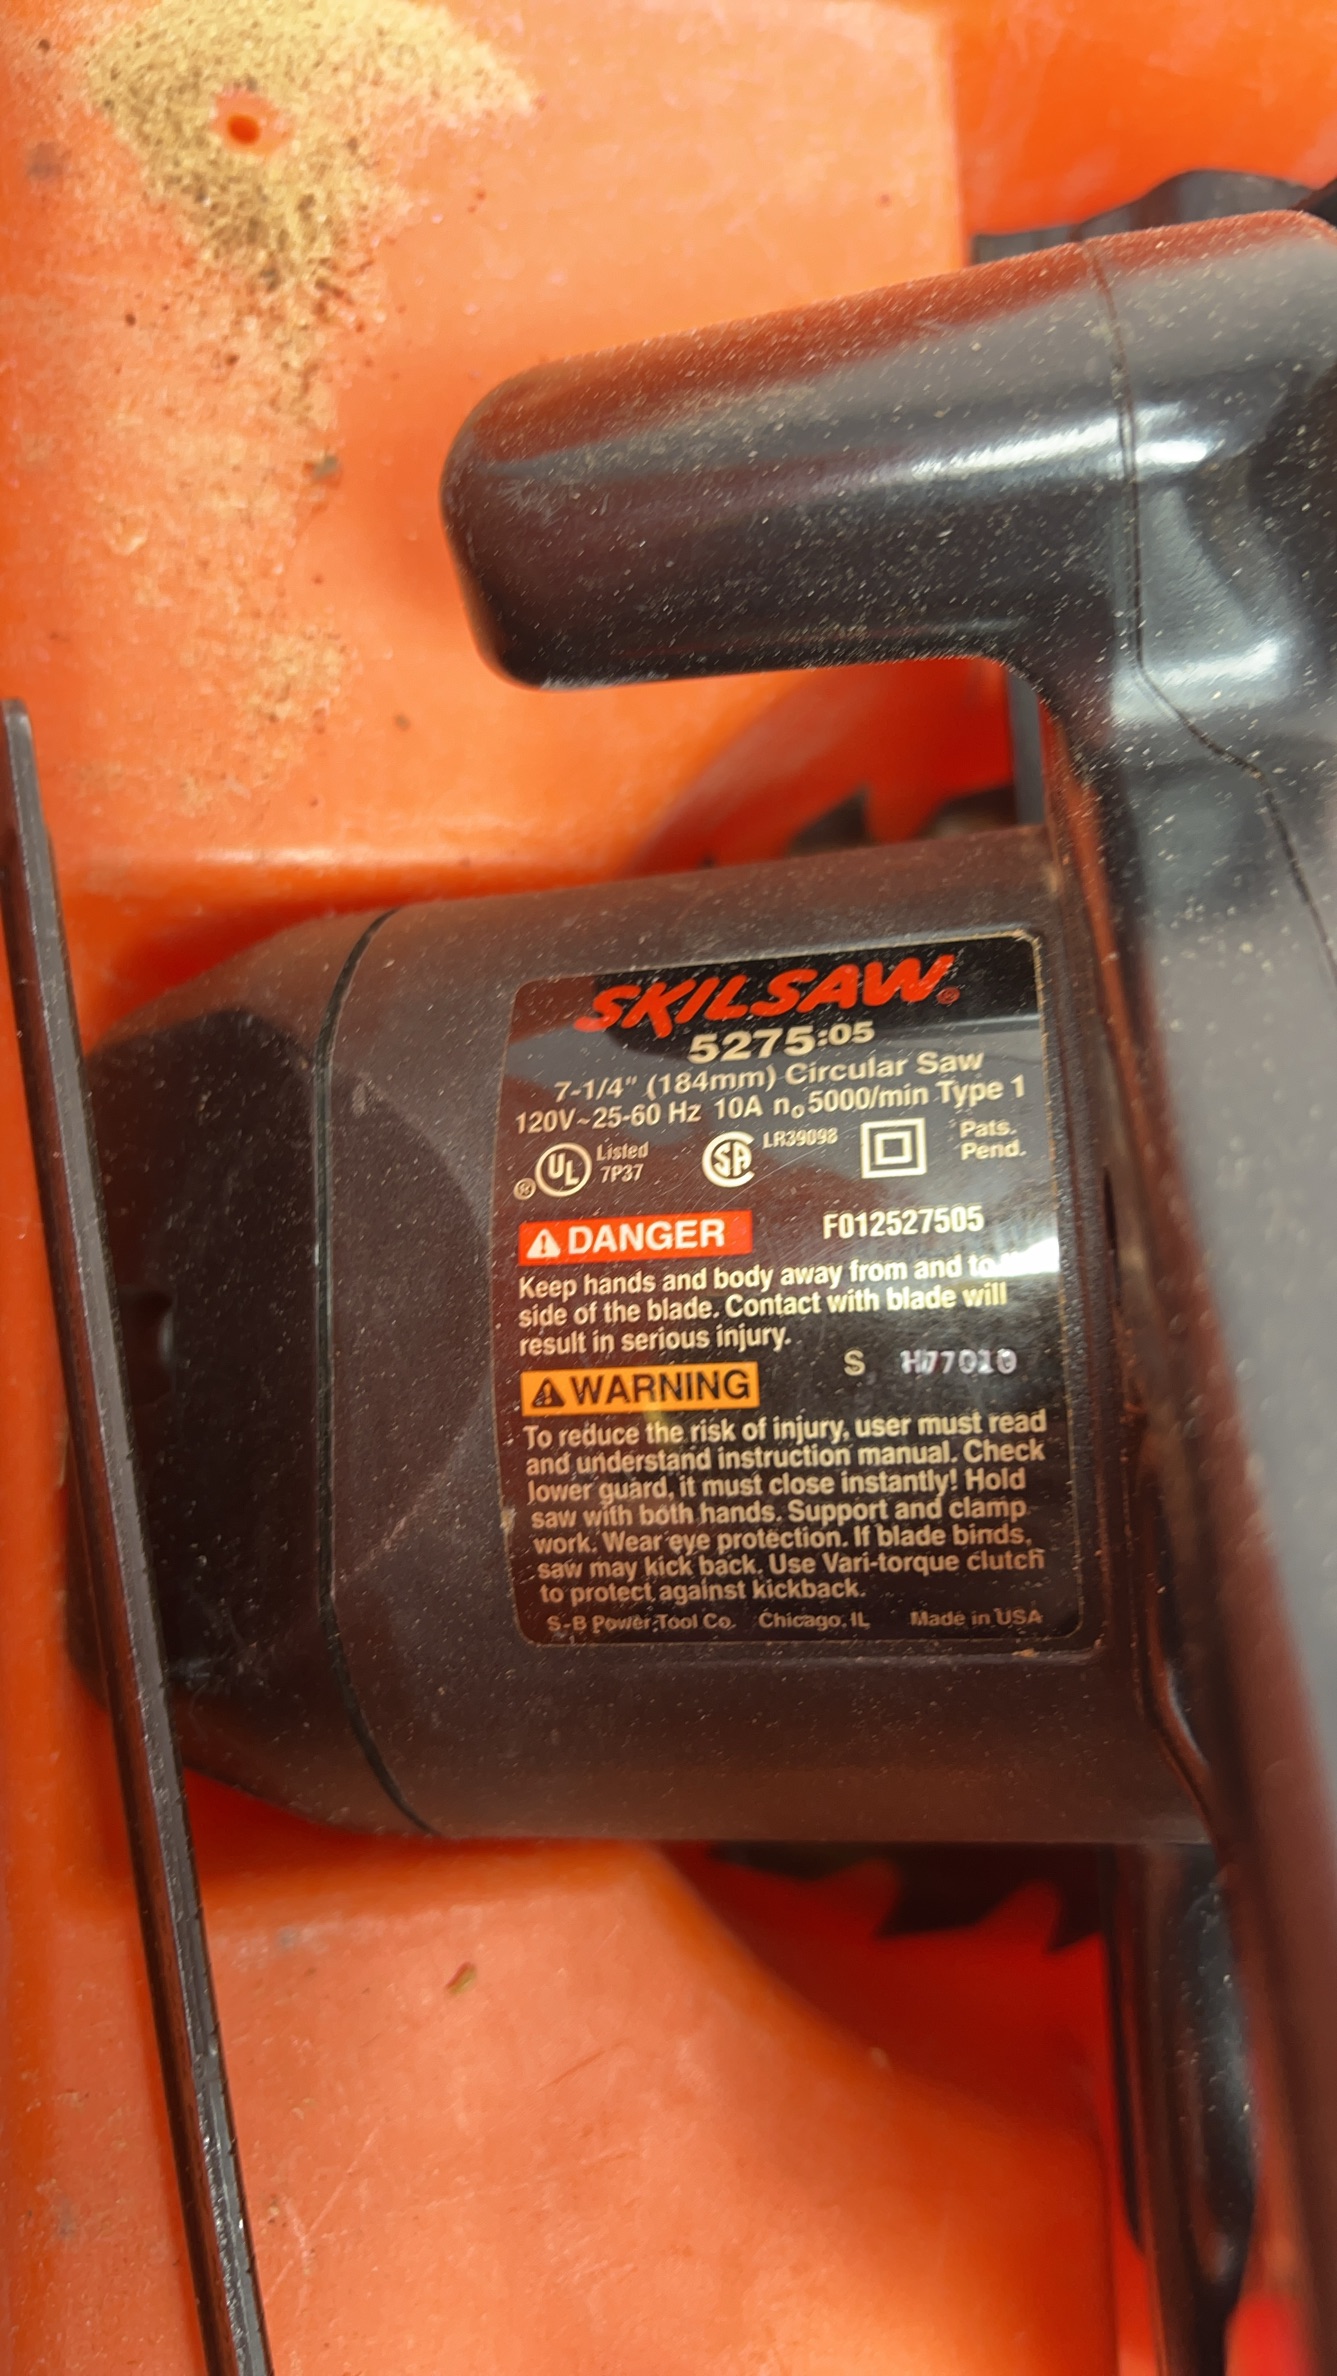 SKILSAW®
5275:05
7-1/4" (184mm) Circular Saw
120V~25-60 Hz 10A n₀5000/min Type 1
® UL Listed 7P37 SA LR39098 Pats. Pend.
DANGER F012527505
Keep hands and body away from and to
side of the blade. Contact with blade will
result in serious injury.
S
WARNING
To reduce the risk of injury, user must read
and understand instruction manual. Check
lower guard, it must close instantly! Hold
saw with both hands. Support and clamp
work. Wear eye protection. If blade binds,
saw may kick back. Use Vari-torque clutch
to protect against kickback.
S-B Power Tool Co. Chicago, IL Made in USA